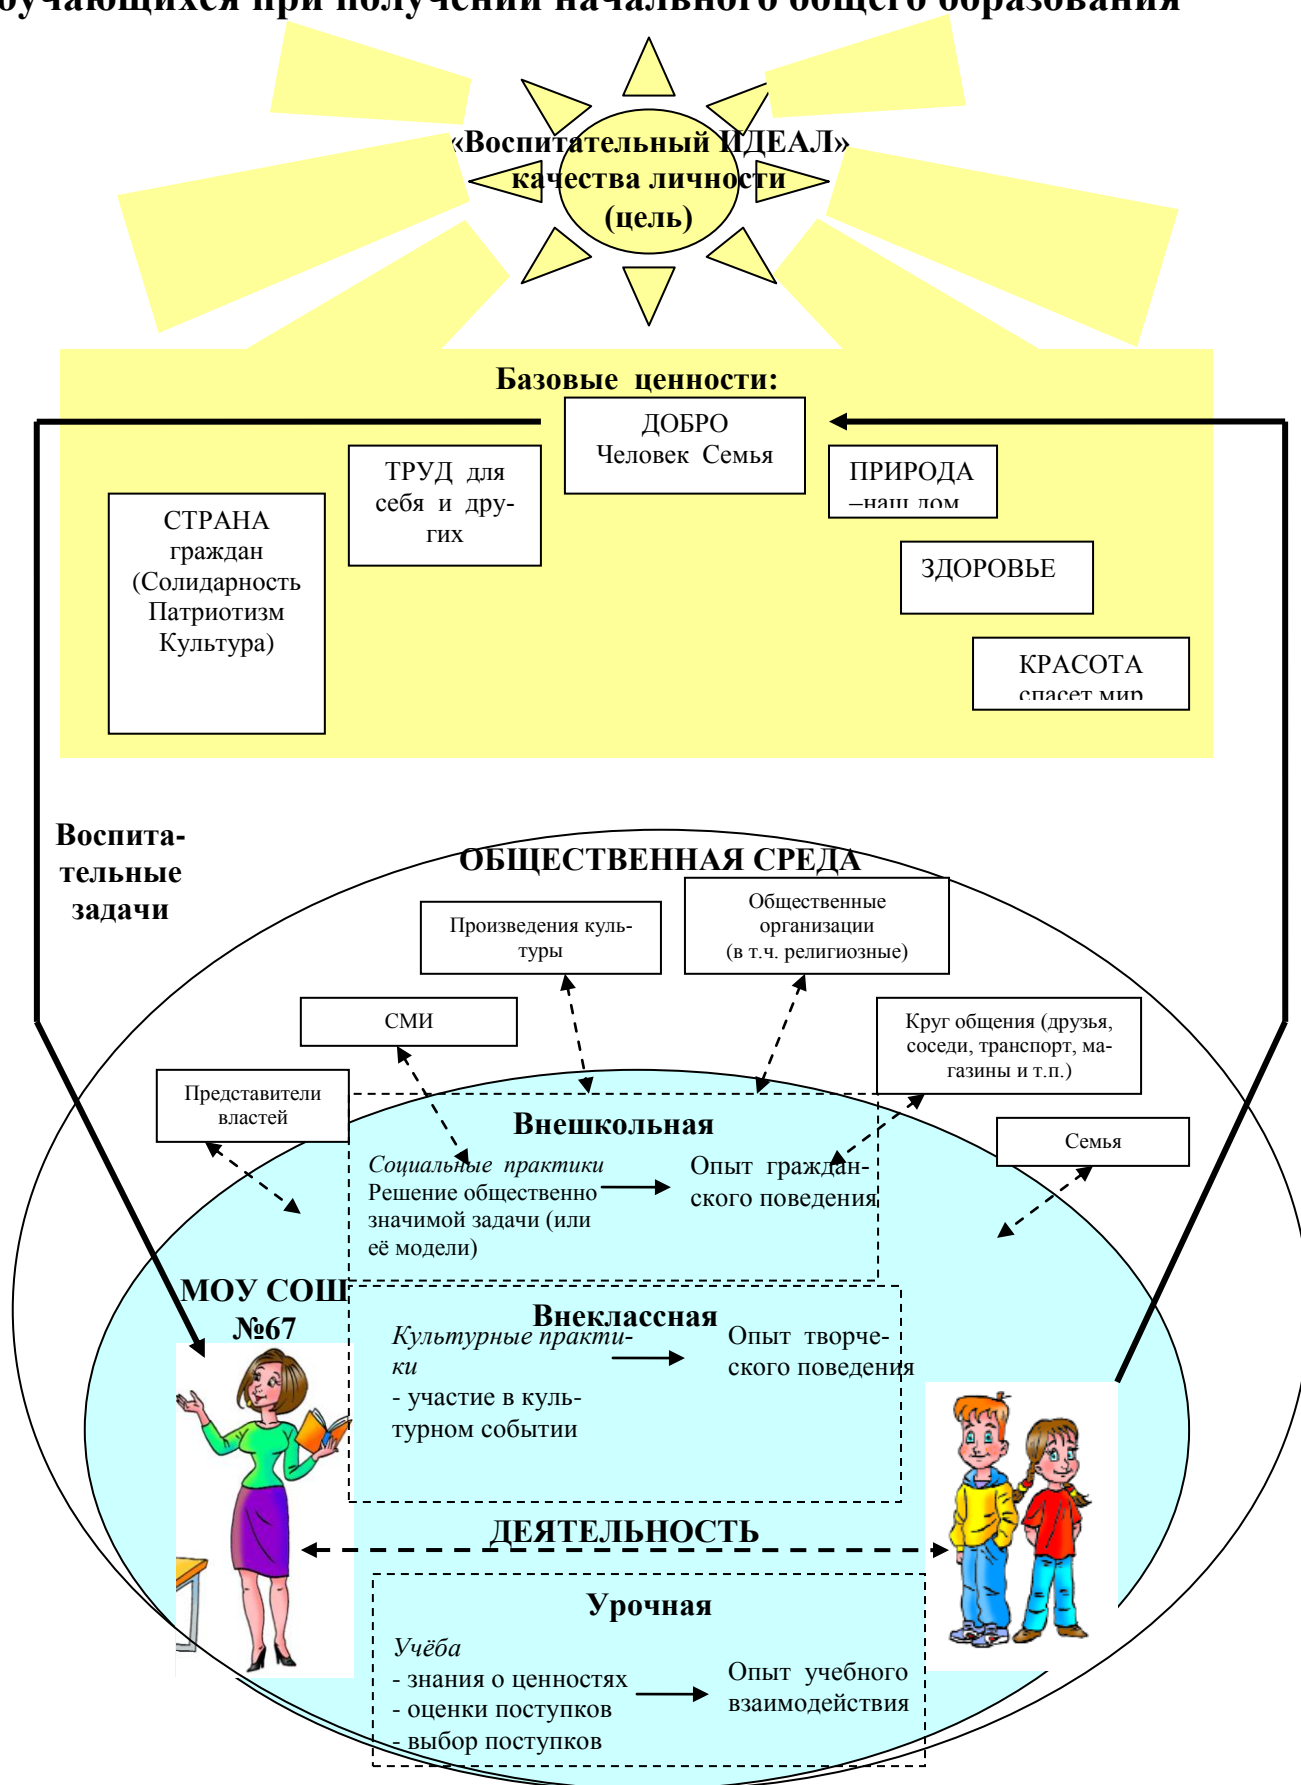 обучающихся при получении начального общего образования
«Воспитательный ИДЕАЛ»
качества личности
(цель)
Базовые ценности:
ДОБРО
Человек Семья
ТРУД для
себя и дру-
гих
ПРИРОДА
–наш дом
СТРАНА
граждан
(Солидарность
Патриотизм
Культура)
ЗДОРОВЬЕ
КРАСОТА
спасет мир
Воспита-
тельные
задачи
ОБЩЕСТВЕННАЯ СРЕДА
Произведения куль-
туры
Общественные
организации
(в т.ч. религиозные)
СМИ
Круг общения (друзья,
соседи, транспорт, ма-
газины и т.п.)
Представители
властей
Семья
Внешкольная
Социальные практики
Решение общественно
значимой задачи (или
её модели)
Опыт граждан-
ского поведения
МОУ СОШ
№67
Внеклассная
Культурные практи-
ки
- участие в куль-
турном событии
Опыт творче-
ского поведения
ДЕЯТЕЛЬНОСТЬ
Урочная
Учёба
- знания о ценностях
- оценки поступков
- выбор поступков
Опыт учебного
взаимодействия